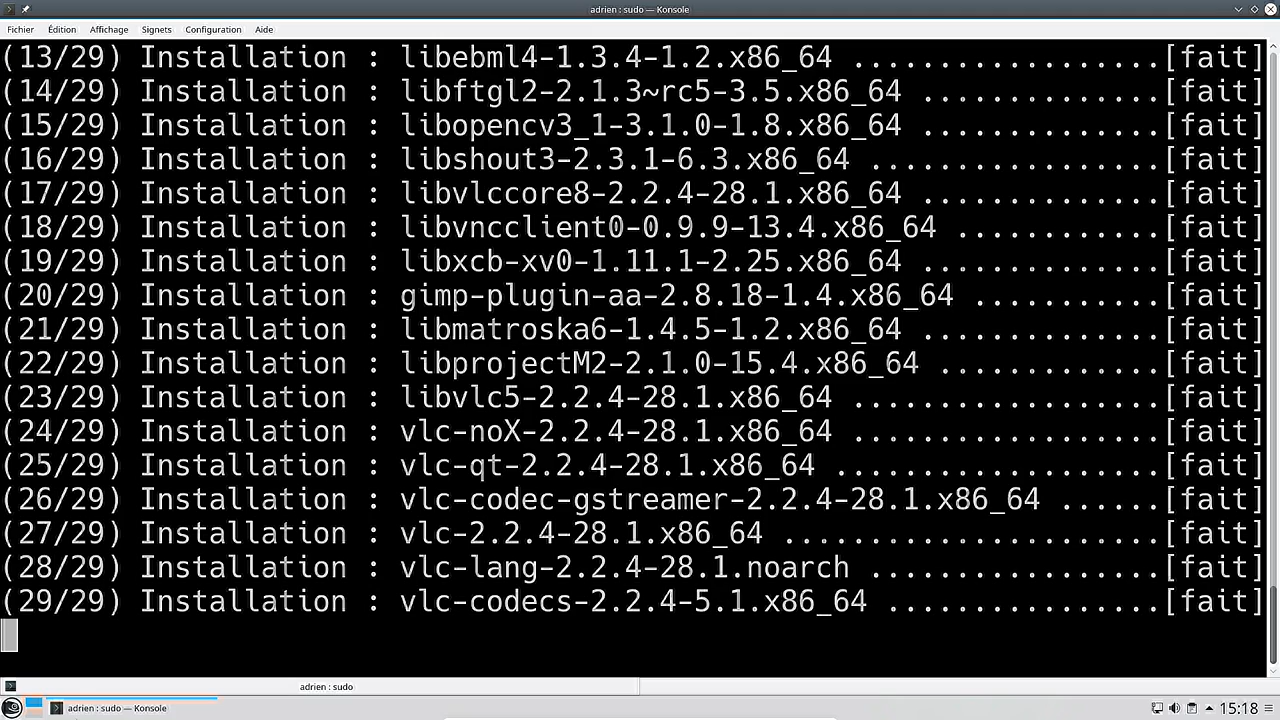 adrien : sudo — Konsole
Fichier Édition Affichage Signets Configuration Aide
(13/29) Installation : libebml4-1.3.4-1.2.x86_64 ..................[fait]
(14/29) Installation : libftgl2-2.1.3~rc5-3.5.x86_64 ..............[fait]
(15/29) Installation : libopencv3_1-3.1.0-1.8.x86_64 ..............[fait]
(16/29) Installation : libshout3-2.3.1-6.3.x86_64 .................[fait]
(17/29) Installation : libvlccore8-2.2.4-28.1.x86_64 ..............[fait]
(18/29) Installation : libvncclient0-0.9.9-13.4.x86_64 ............[fait]
(19/29) Installation : libxcb-xv0-1.11.1-2.25.x86_64 ..............[fait]
(20/29) Installation : gimp-plugin-aa-2.8.18-1.4.x86_64 ...........[fait]
(21/29) Installation : libmatroska6-1.4.5-1.2.x86_64 ..............[fait]
(22/29) Installation : libprojectM2-2.1.0-15.4.x86_64 .............[fait]
(23/29) Installation : libvlc5-2.2.4-28.1.x86_64 ..................[fait]
(24/29) Installation : vlc-noX-2.2.4-28.1.x86_64 ..................[fait]
(25/29) Installation : vlc-qt-2.2.4-28.1.x86_64 ...................[fait]
(26/29) Installation : vlc-codec-gstreamer-2.2.4-28.1.x86_64 ......[fait]
(27/29) Installation : vlc-2.2.4-28.1.x86_64 ......................[fait]
(28/29) Installation : vlc-lang-2.2.4-28.1.noarch .................[fait]
(29/29) Installation : vlc-codecs-2.2.4-5.1.x86_64 ................[fait]
adrien : sudo
adrien : sudo — Konsole
15:18